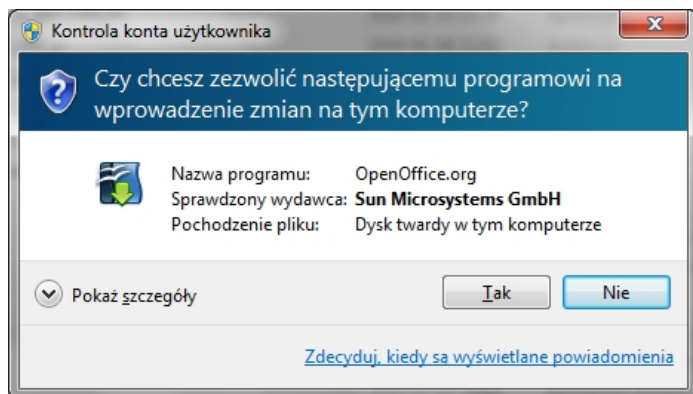 Kontrola konta użytkownika
Czy chcesz zezwolić następującemu programowi na
wprowadzenie zmian na tym komputerze?
Nazwa programu: OpenOffice.org
Sprawdzony wydawca: Sun Microsystems GmbH
Pochodzenie pliku: Dysk twardy w tym komputerze
Pokaż szczegóły Tak Nie
Zdecyduj, kiedy są wyświetlane powiadomienia